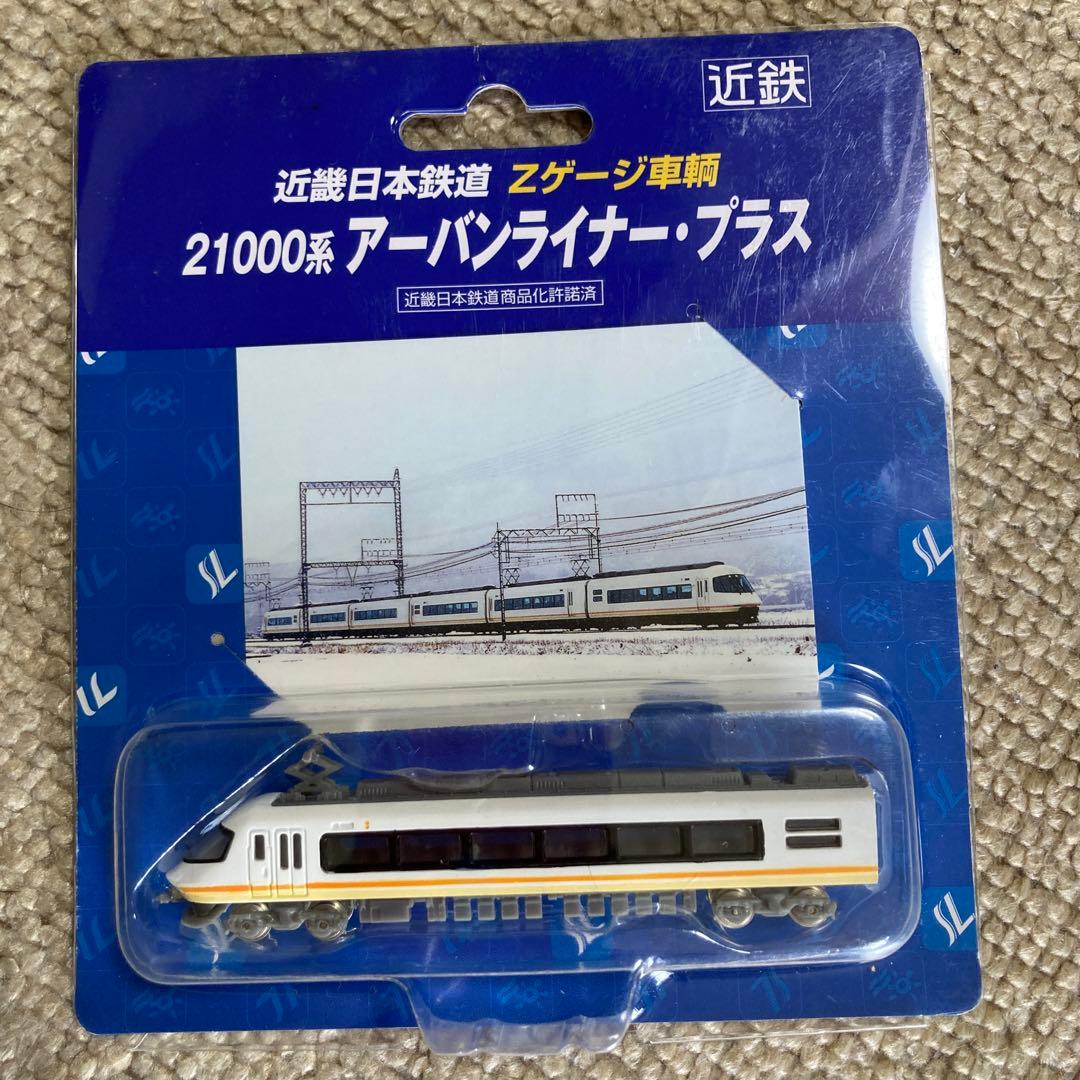 近鉄
近畿日本鉄道 Zゲージ車輌
21000系 アーバンライナー・プラス
近畿日本鉄道商品化許諾済
SL
SL